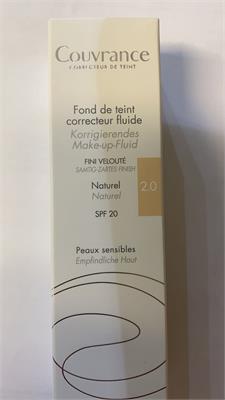 Couvrance
CORRECTEUR DE TEINT
Fond de teint
correcteur fluide
Korrigierendes
Make-up-Fluid
FINI VELOUTÉ
SAMTIG-ZARTES FINISH
Naturel 2.0
Naturel
SPF 20
Peaux sensibles
Empfindliche Haut